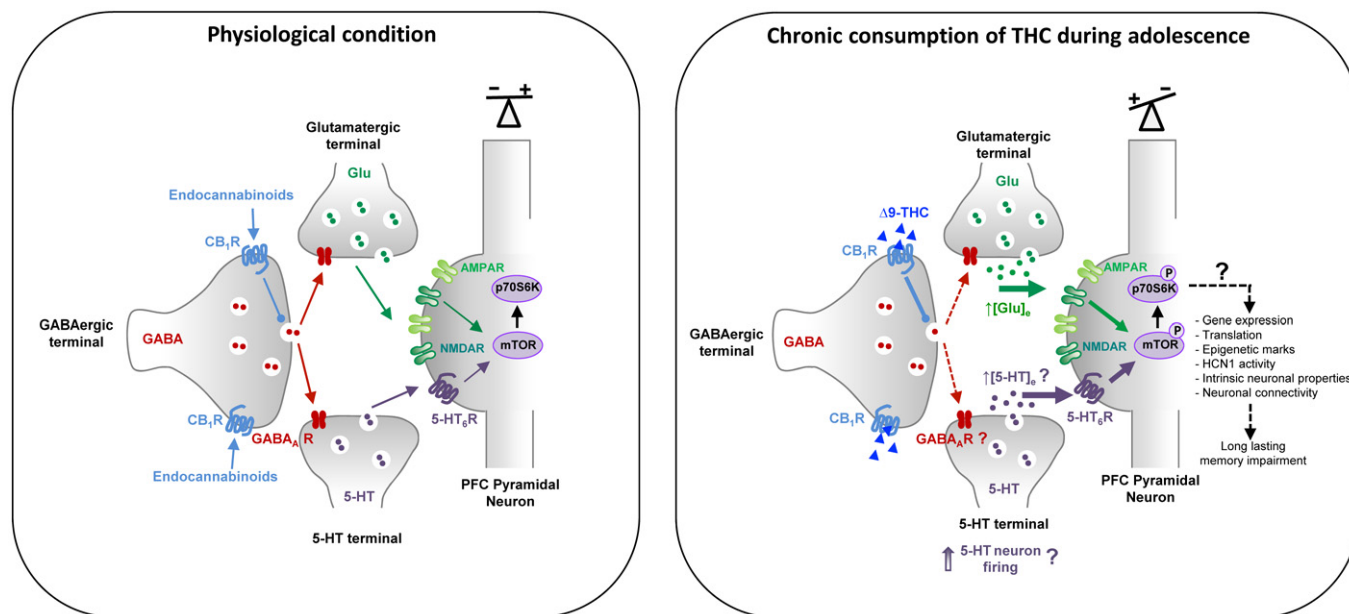 Physiological condition
− +
Glutamatergic
terminal
Glu
Endocannabinoids
CB1R
AMPAR
p70S6K
GABAergic
terminal
GABA
NMDAR
mTOR
5-HT6R
CB1R
GABAA R
Endocannabinoids
5-HT
PFC Pyramidal
Neuron
5-HT terminal
Chronic consumption of THC during adolescence
+ −
Glutamatergic
terminal
Glu
Δ9-THC
CB1R
AMPAR
P
p70S6K
?
↑[Glu]e
GABAergic
terminal
GABA
NMDAR
P
mTOR
- Gene expression
- Translation
- Epigenetic marks
- HCN1 activity
- Intrinsic neuronal properties
- Neuronal connectivity
↑[5-HT]e ?
5-HT6R
CB1R
GABAAR ?
Long lasting
memory impairment
5-HT
PFC Pyramidal
Neuron
5-HT terminal
5-HT neuron ?
firing